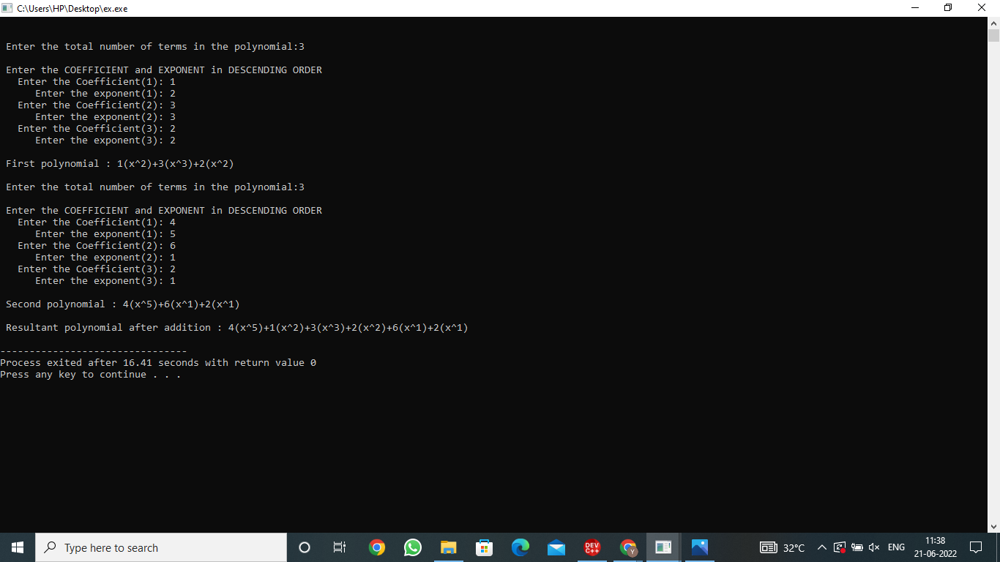 C:\Users\HP\Desktop\ex.exe
Enter the total number of terms in the polynomial:3
Enter the COEFFICIENT and EXPONENT in DESCENDING ORDER
Enter the Coefficient(1): 1
Enter the exponent(1): 2
Enter the Coefficient(2): 3
Enter the exponent(2): 3
Enter the Coefficient(3): 2
Enter the exponent(3): 2
First polynomial : 1(x^2)+3(x^3)+2(x^2)
Enter the total number of terms in the polynomial:3
Enter the COEFFICIENT and EXPONENT in DESCENDING ORDER
Enter the Coefficient(1): 4
Enter the exponent(1): 5
Enter the Coefficient(2): 6
Enter the exponent(2): 1
Enter the Coefficient(3): 2
Enter the exponent(3): 1
Second polynomial : 4(x^5)+6(x^1)+2(x^1)
Resultant polynomial after addition : 4(x^5)+1(x^2)+3(x^3)+2(x^2)+6(x^1)+2(x^1)
--------------------------------
Process exited after 16.41 seconds with return value 0
Press any key to continue . . .
Type here to search
DEV
C++
Y
32°C
ENG
11:38
21-06-2022